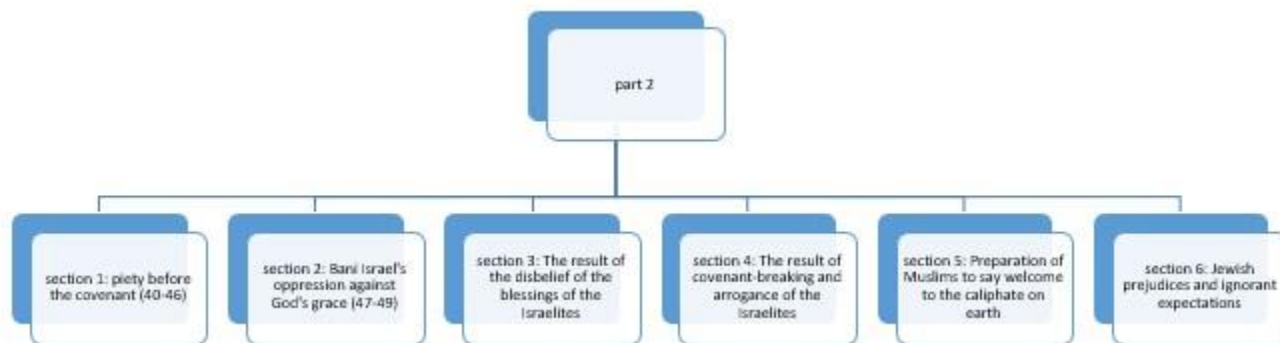 part 2
section 1: piety before
the covenant (40-46)
section 2: Bani Israel's
oppression against
God's grace (47-49)
section 3: The result of
the disbelief of the
blessings of the
Israelites
section 4: The result of
covenant-breaking and
arrogance of the
Israelites
section 5: Preparation of
Muslims to say welcome
to the caliphate on
earth
section 6: Jewish
prejudices and ignorant
expectations